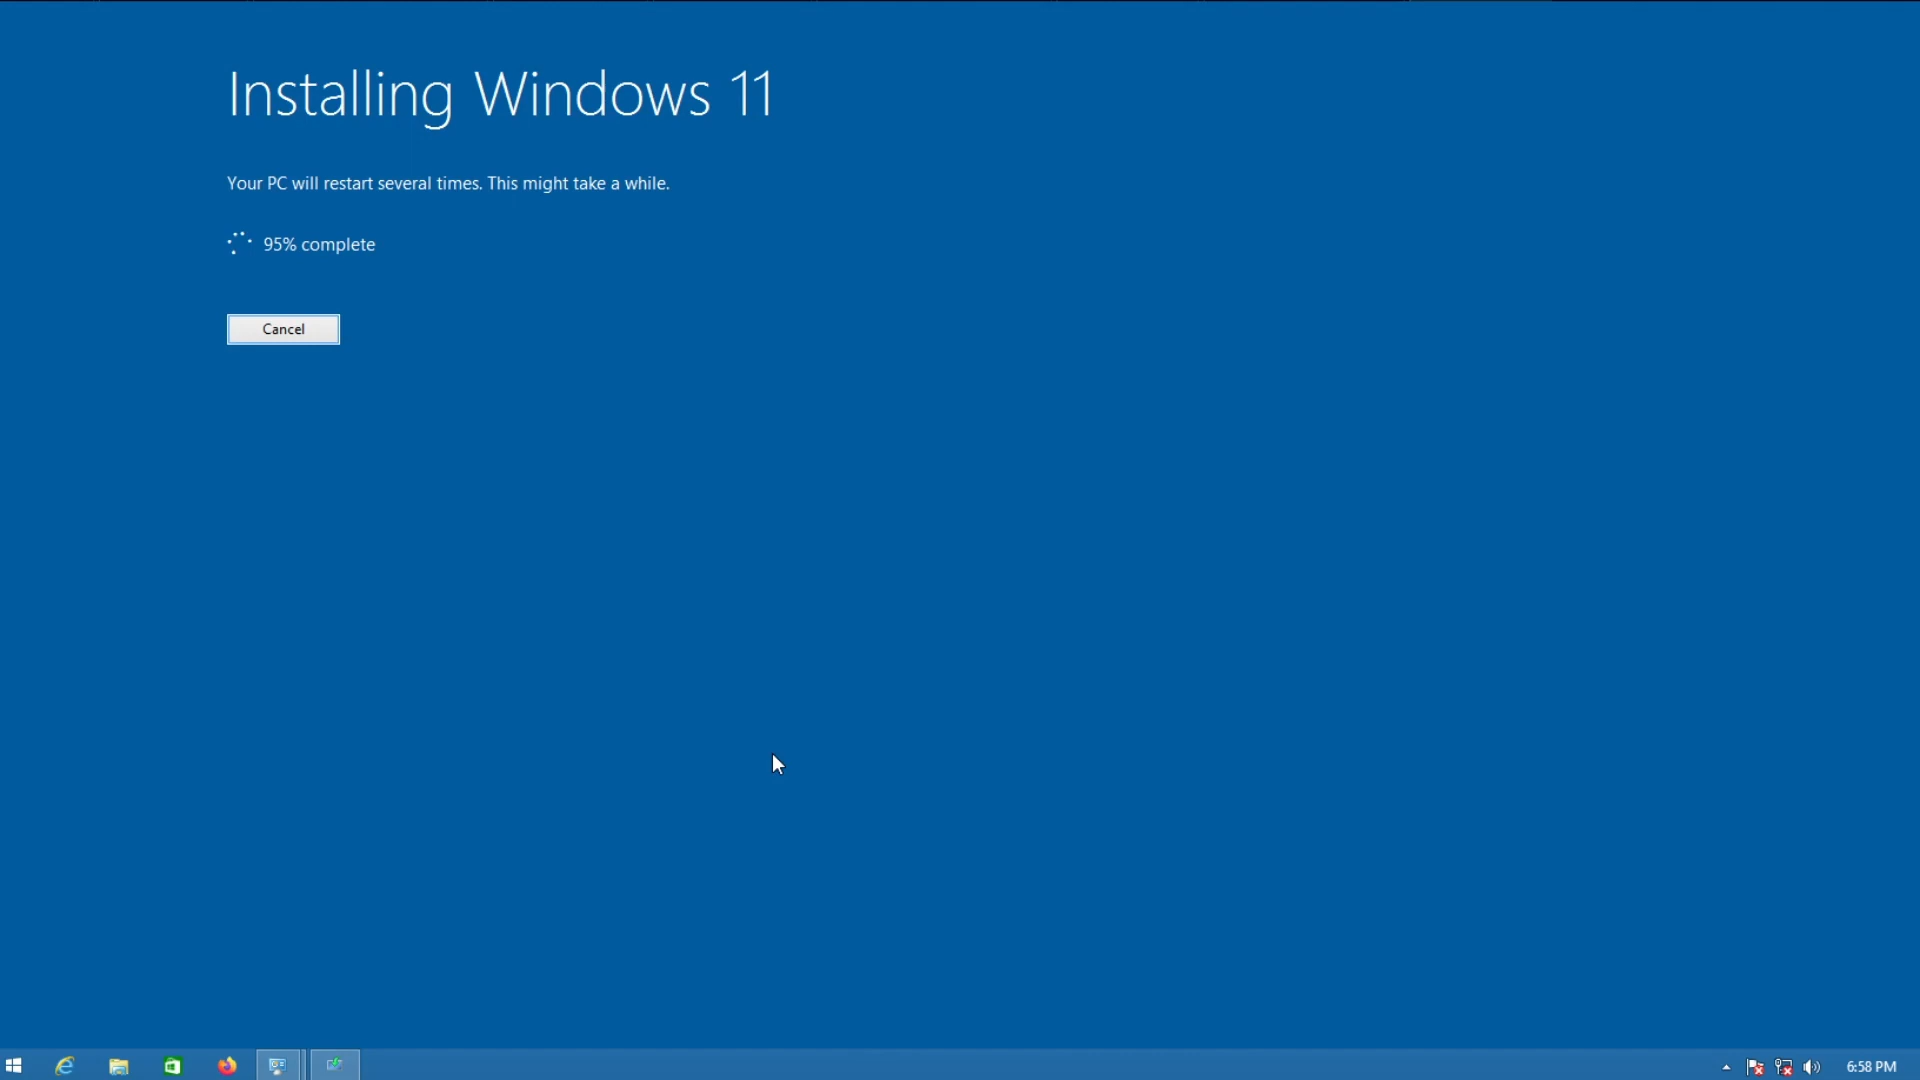 Installing Windows 11
Your PC will restart several times. This might take a while.
95% complete
Cancel
6:58 PM